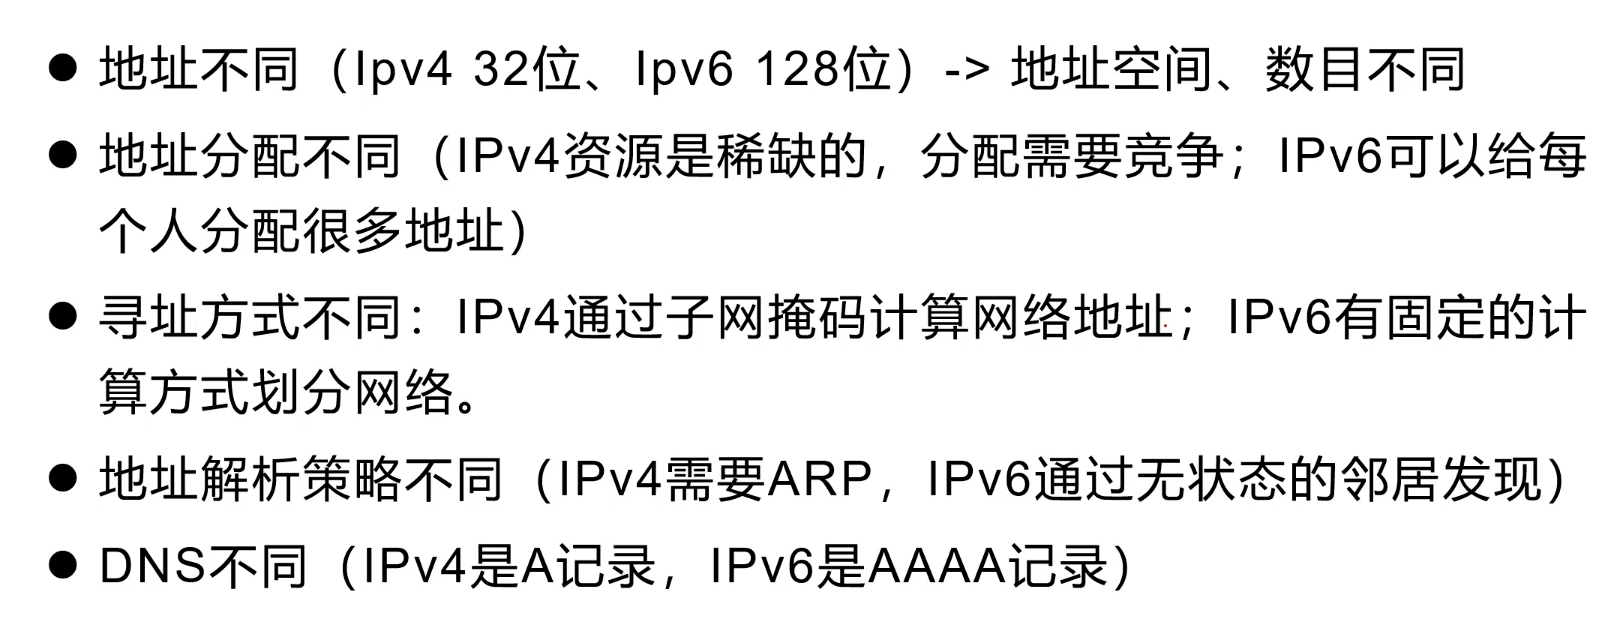 ● 地址不同（Ipv4 32位、Ipv6 128位）-> 地址空间、数目不同
● 地址分配不同（IPv4资源是稀缺的，分配需要竞争；IPv6可以给每
个人分配很多地址）
● 寻址方式不同：IPv4通过子网掩码计算网络地址；IPv6有固定的计
算方式划分网络。
● 地址解析策略不同（IPv4需要ARP，IPv6通过无状态的邻居发现）
● DNS不同（IPv4是A记录，IPv6是AAAA记录）